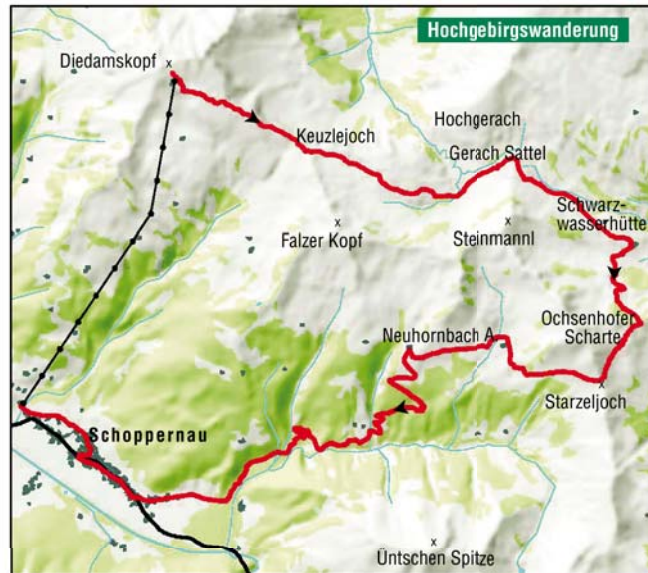 Hochgebirgswanderung
Diedamskopf
Hochgerach
Keuzlejoch
Gerach Sattel
Schwarz-
wasserhütte
Falzer Kopf
Steinmannl
Ochsenhofer
Scharte
Neuhornbach A
Starzeljoch
Schoppernau
Üntschen Spitze